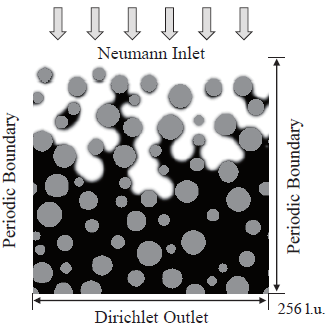 Neumann Inlet
Periodic Boundary
Periodic Boundary
Dirichlet Outlet
256 l.u.